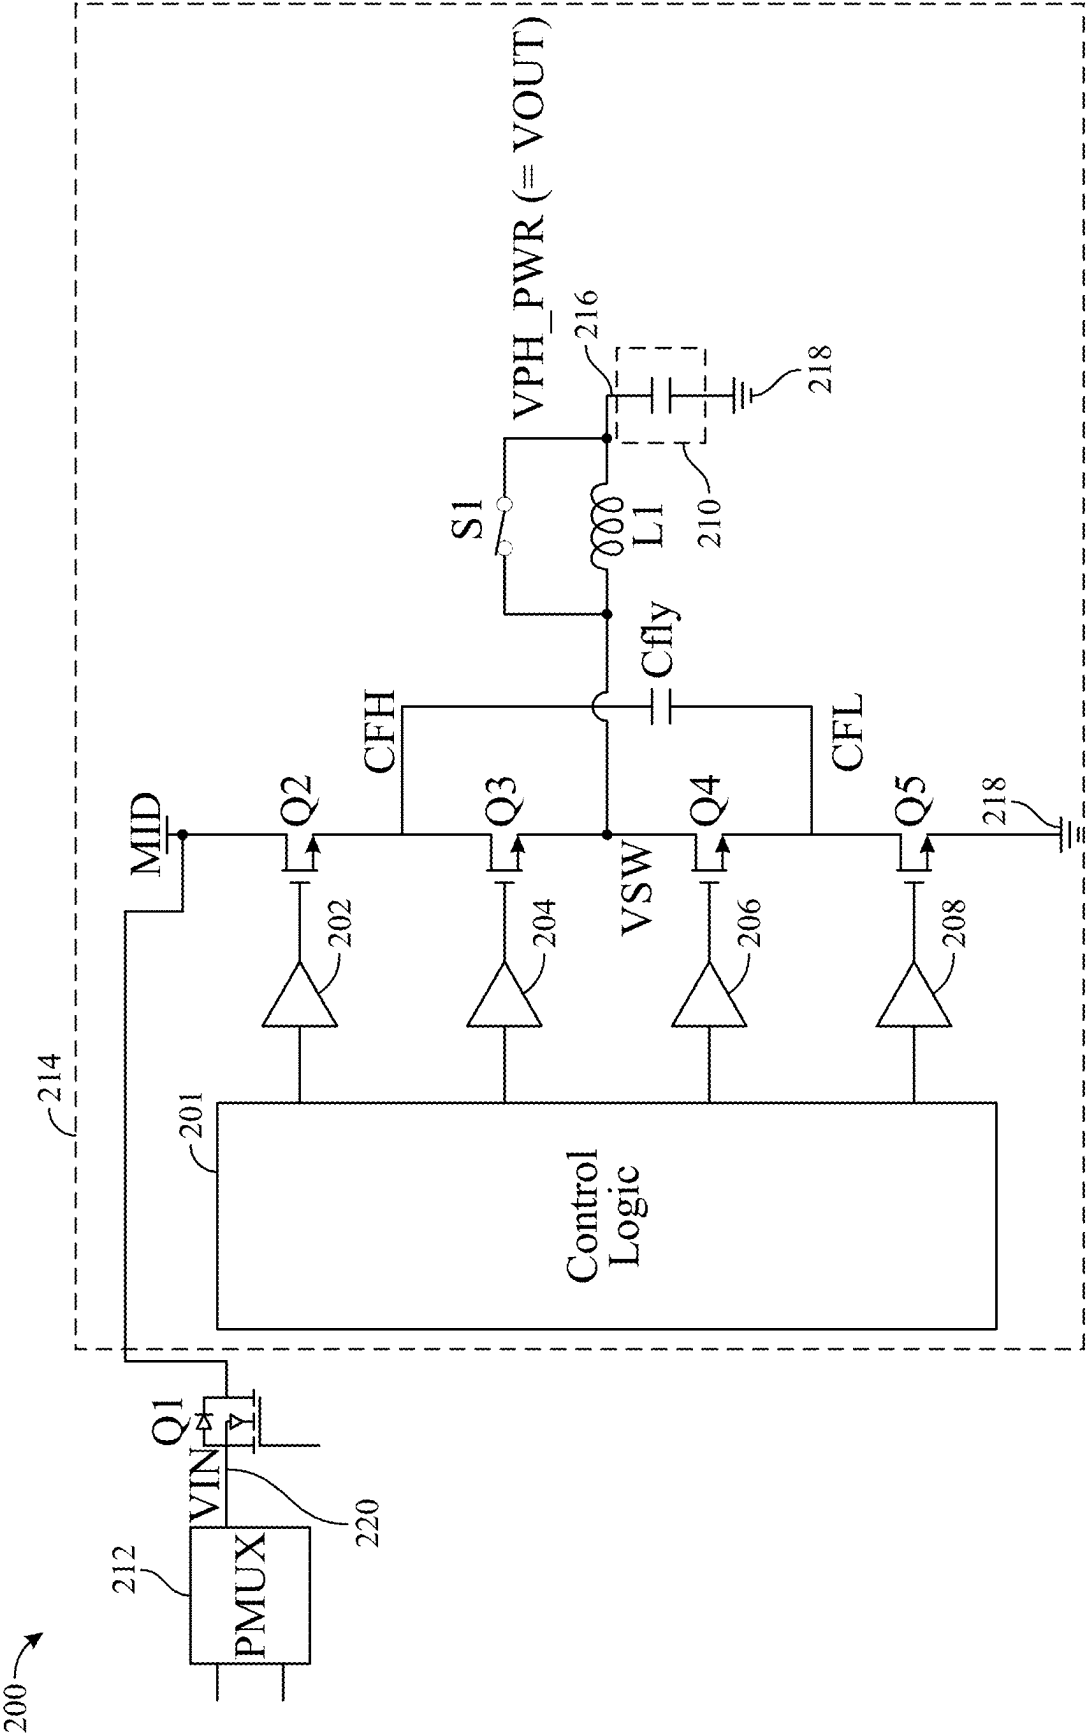 200
212
PMUX
VIN
220
Q1
214
201
Control
Logic
MID
202
204
206
208
Q2
Q3
Q4
Q5
CFH
VSW
CFL
218
Cfly
S1
L1
210
216
218
VPH_PWR (= VOUT)